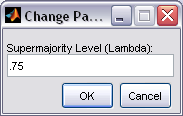 Change Pa...
Supermajority Level (Lambda):
.75
OK Cancel